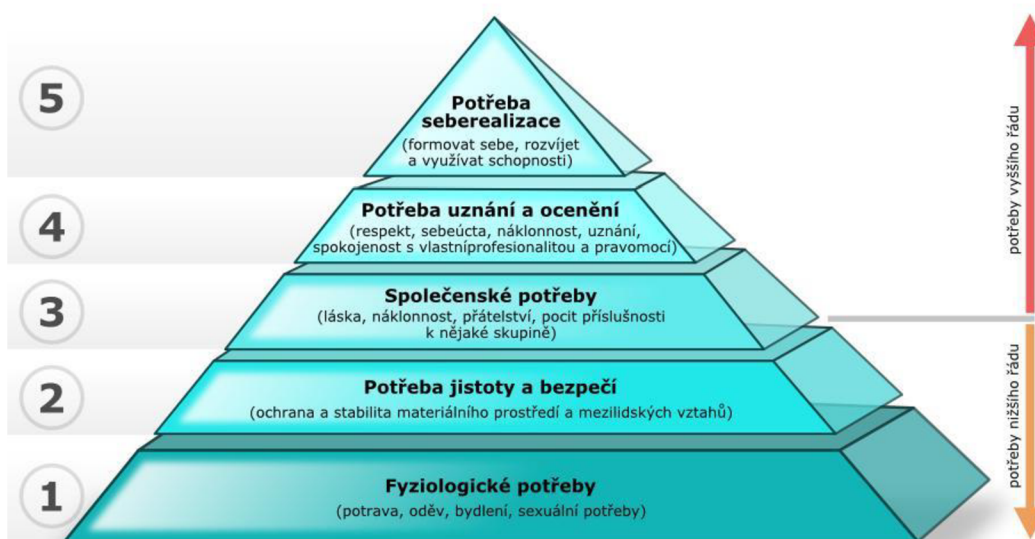 5
Potřeba
seberealizace
(formovat sebe, rozvíjet
a využívat schopnosti)
4
Potřeba uznání a ocenění
(respekt, sebeúcta, náklonnost, uznání,
spokojenost s vlastníprofesionalitou a pravomocí)
3
Společenské potřeby
(láska, náklonnost, přátelství, pocit příslušnosti
k nějaké skupině)
2
Potřeba jistoty a bezpečí
(ochrana a stabilita materiálního prostředí a mezilidských vztahů)
1
Fyziologické potřeby
(potrava, oděv, bydlení, sexuální potřeby)
potřeby vyššího řádu
potřeby nižšího řádu